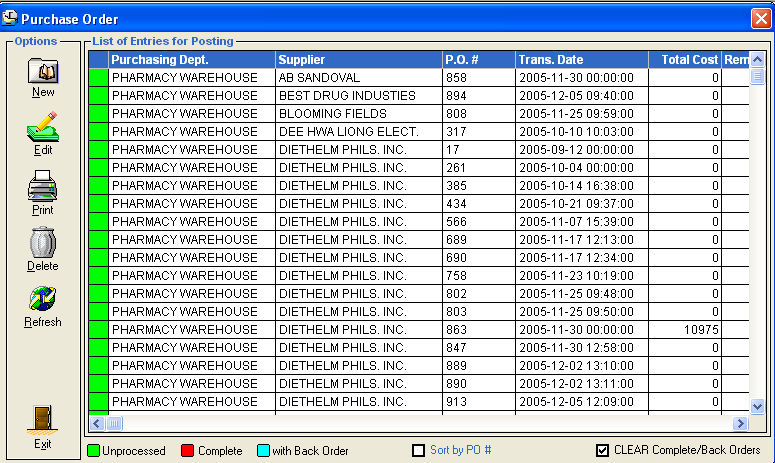 Purchase Order
Options
List of Entries for Posting
New
Edit
Print
Delete
Refresh
Exit
Purchasing Dept. Supplier P.O. # Trans. Date Total Cost Rem
PHARMACY WAREHOUSE AB SANDOVAL 858 2005-11-30 00:00:00 0
PHARMACY WAREHOUSE BEST DRUG INDUSTIES 894 2005-12-05 09:40:00 0
PHARMACY WAREHOUSE BLOOMING FIELDS 808 2005-11-25 09:59:00 0
PHARMACY WAREHOUSE DEE HWA LIONG ELECT. 317 2005-10-10 10:03:00 0
PHARMACY WAREHOUSE DIETHELM PHILS. INC. 17 2005-09-12 00:00:00 0
PHARMACY WAREHOUSE DIETHELM PHILS. INC. 261 2005-10-04 00:00:00 0
PHARMACY WAREHOUSE DIETHELM PHILS. INC. 385 2005-10-14 16:38:00 0
PHARMACY WAREHOUSE DIETHELM PHILS. INC. 434 2005-10-21 09:37:00 0
PHARMACY WAREHOUSE DIETHELM PHILS. INC. 566 2005-11-07 15:39:00 0
PHARMACY WAREHOUSE DIETHELM PHILS. INC. 689 2005-11-17 12:13:00 0
PHARMACY WAREHOUSE DIETHELM PHILS. INC. 690 2005-11-17 12:34:00 0
PHARMACY WAREHOUSE DIETHELM PHILS. INC. 758 2005-11-23 10:19:00 0
PHARMACY WAREHOUSE DIETHELM PHILS. INC. 802 2005-11-25 09:48:00 0
PHARMACY WAREHOUSE DIETHELM PHILS. INC. 803 2005-11-25 09:50:00 0
PHARMACY WAREHOUSE DIETHELM PHILS. INC. 863 2005-11-30 00:00:00 10975
PHARMACY WAREHOUSE DIETHELM PHILS. INC. 847 2005-11-30 12:58:00 0
PHARMACY WAREHOUSE DIETHELM PHILS. INC. 889 2005-12-02 13:10:00 0
PHARMACY WAREHOUSE DIETHELM PHILS. INC. 890 2005-12-02 13:11:00 0
PHARMACY WAREHOUSE DIETHELM PHILS. INC. 913 2005-12-05 12:09:00 0
Unprocessed Complete with Back Order Sort by PO # CLEAR Complete/Back Orders